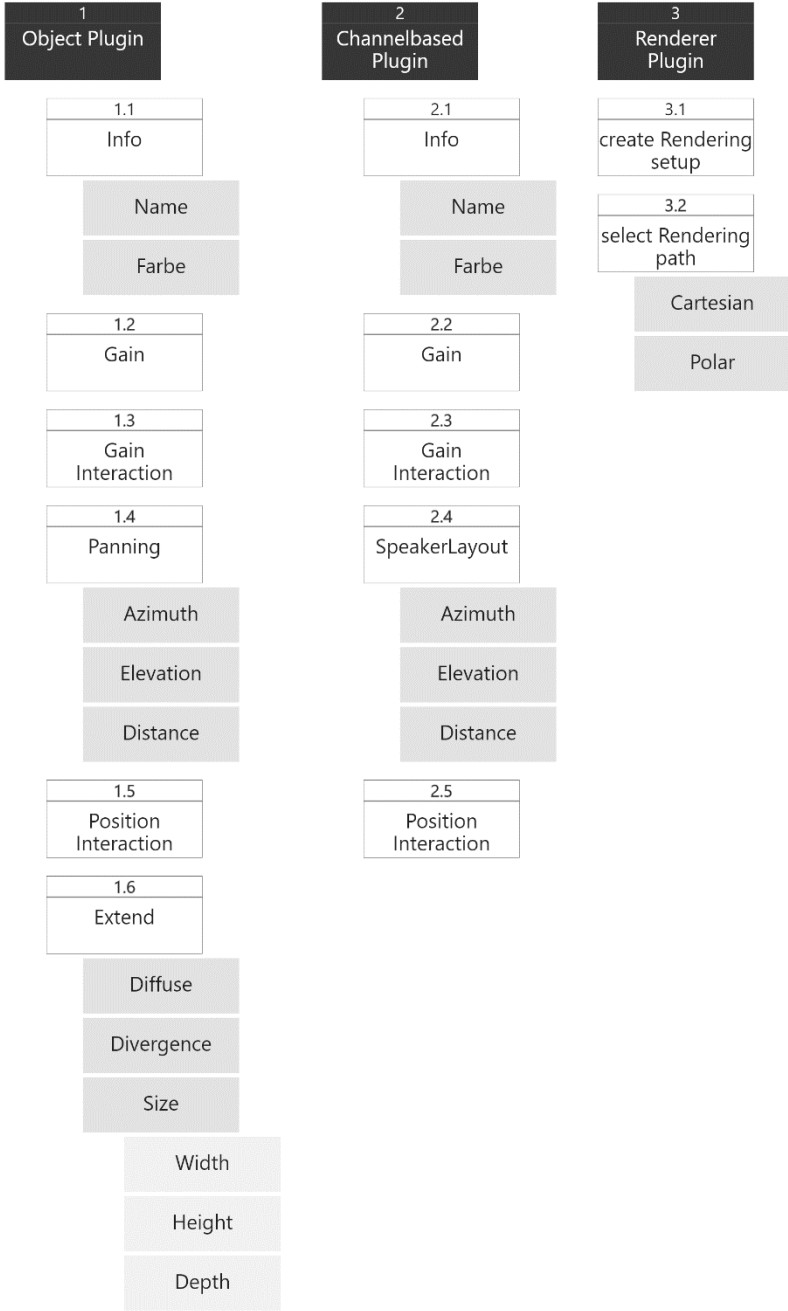 1
Object Plugin
1.1
Info
Name
Farbe
1.2
Gain
1.3
Gain
Interaction
1.4
Panning
Azimuth
Elevation
Distance
1.5
Position
Interaction
1.6
Extend
Diffuse
Divergence
Size
Width
Height
Depth
2
Channelbased
Plugin
2.1
Info
Name
Farbe
2.2
Gain
2.3
Gain
Interaction
2.4
SpeakerLayout
Azimuth
Elevation
Distance
2.5
Position
Interaction
3
Renderer
Plugin
3.1
create Rendering
setup
3.2
select Rendering
path
Cartesian
Polar